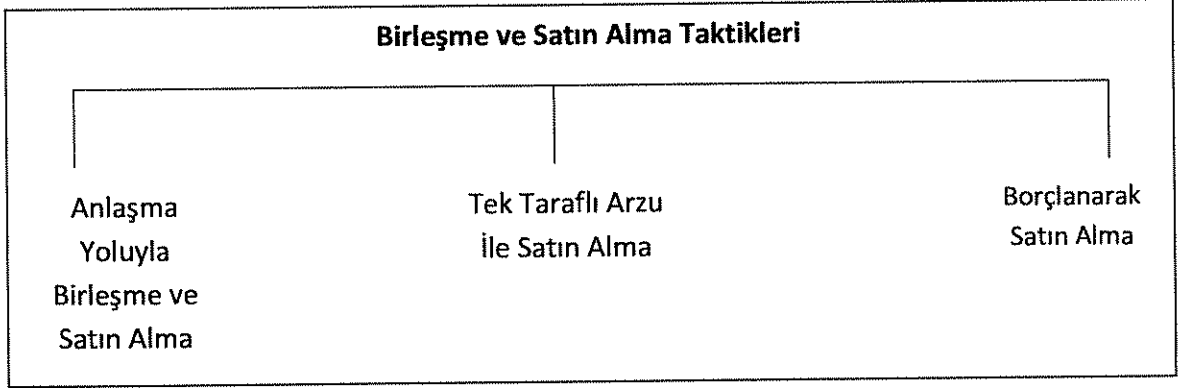 Birleşme ve Satın Alma Taktikleri
Anlaşma
Yoluyla
Birleşme ve
Satın Alma
Tek Taraflı Arzu
İle Satın Alma
Borçlanarak
Satın Alma